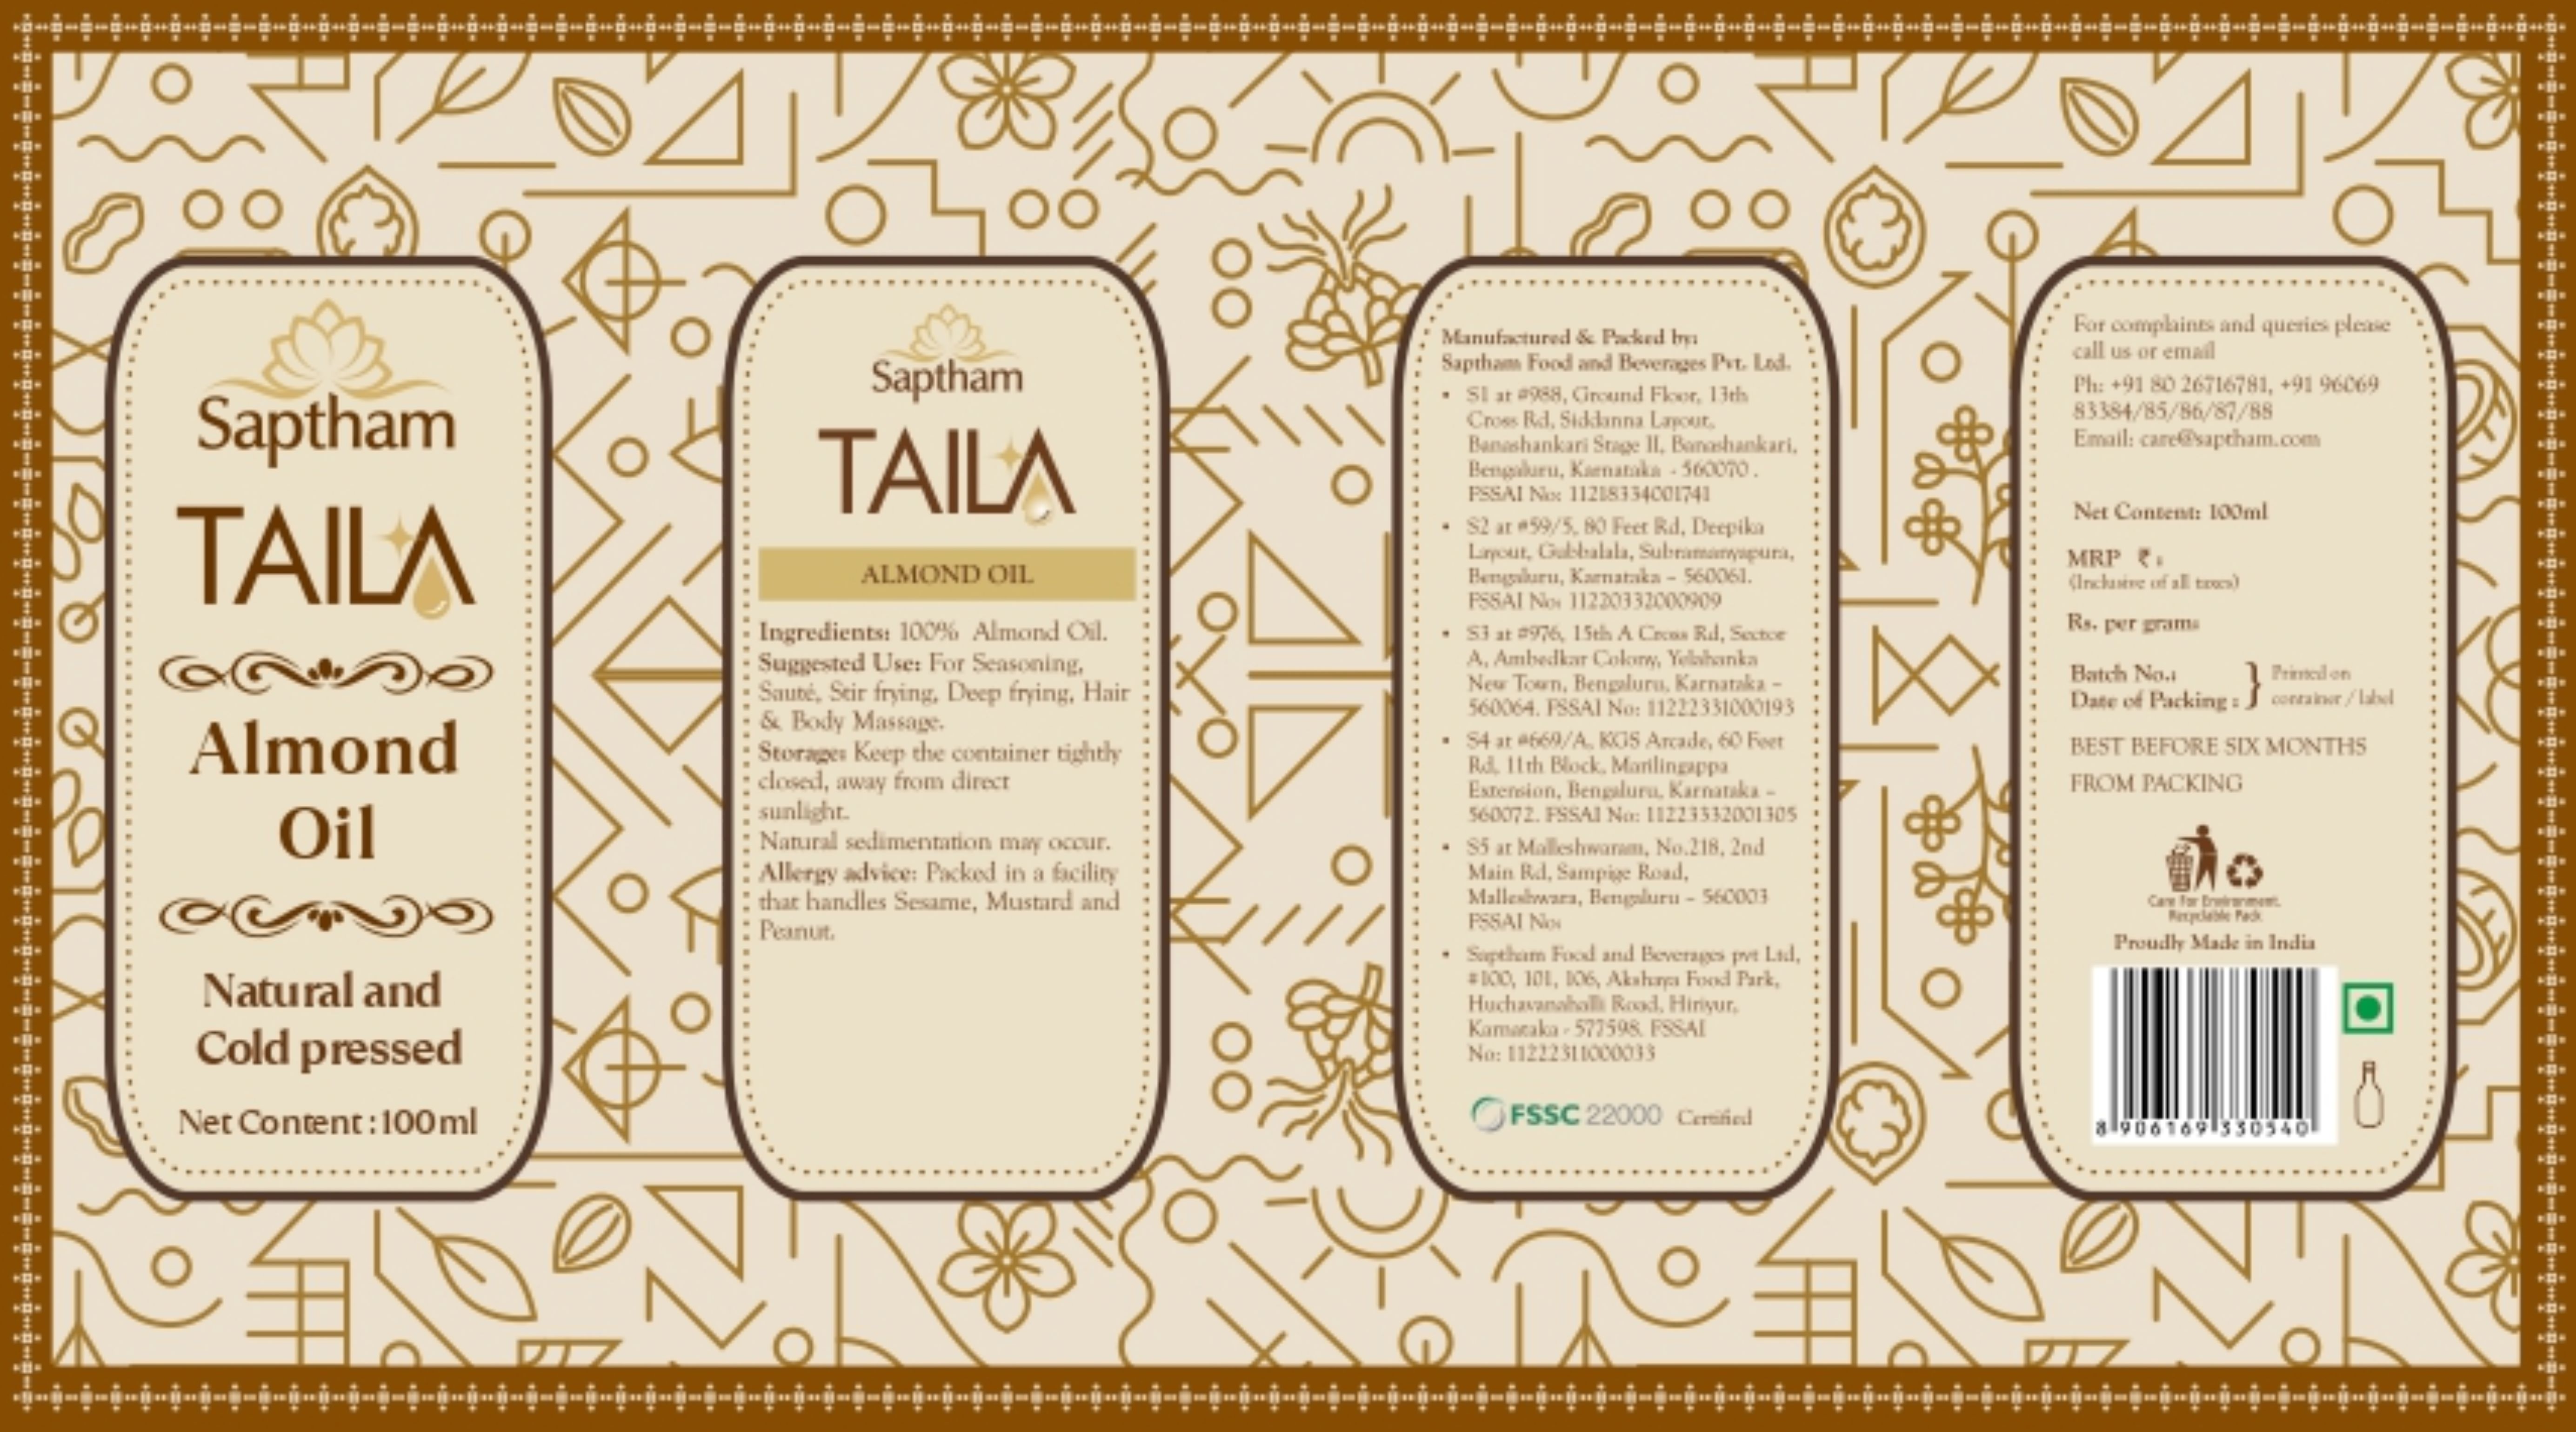 Saptham
TAILA
Almond
Oil
Natural and
Cold pressed
Net Content : 100ml
Saptham
TAILA
ALMOND OIL
Ingredients: 100% Almond Oil.
Suggested Use: For Seasoning,
Sauté, Stir frying, Deep frying, Hair
& Body Massage.
Storage: Keep the container tightly
closed, away from direct
sunlight.
Natural sedimentation may occur.
Allergy advice: Packed in a facility
that handles Sesame, Mustard and
Peanut.
Manufactured & Packed by:
Saptham Food and Beverages Pvt. Ltd.
• S1 at #988, Ground Floor, 13th
Cross Rd, Siddanna Layout,
Banashankari Stage II, Banashankari,
Bengaluru, Karnataka - 560070 .
FSSAI No: 11218334001741
• S2 at #59/5, 80 Feet Rd, Deepika
Layout, Gubbalala, Subramanyapura,
Bengaluru, Karnataka – 560061.
FSSAI No: 11220332000909
• S3 at #976, 15th A Cross Rd, Sector
A, Ambedkar Colony, Yelahanka
New Town, Bengaluru, Karnataka –
560064. FSSAI No: 11222331000193
• S4 at #669/A, KGS Arcade, 60 Feet
Rd, 11th Block, Marilingappa
Extension, Bengaluru, Karnataka –
560072. FSSAI No: 11223332001305
• S5 at Malleshwaram, No.218, 2nd
Main Rd, Sampige Road,
Malleshwara, Bengaluru – 560003
FSSAI No:
• Saptham Food and Beverages pvt Ltd,
#100, 101, 106, Akshaya Food Park,
Huchavanahalli Road, Hiriyur,
Karnataka - 577598. FSSAI
No: 11222311000033
FSSC 22000 Certified
For complaints and queries please
call us or email
Ph: +91 80 26716781, +91 96069
83384/85/86/87/88
Email: care@saptham.com
Net Content: 100ml
MRP ₹ :
(Inclusive of all taxes)
Rs. per gram:
Batch No.: } Printed on
Date of Packing : container / label
BEST BEFORE SIX MONTHS
FROM PACKING
Care For Environment.
Recyclable Pack
Proudly Made in India
8 906169 330540